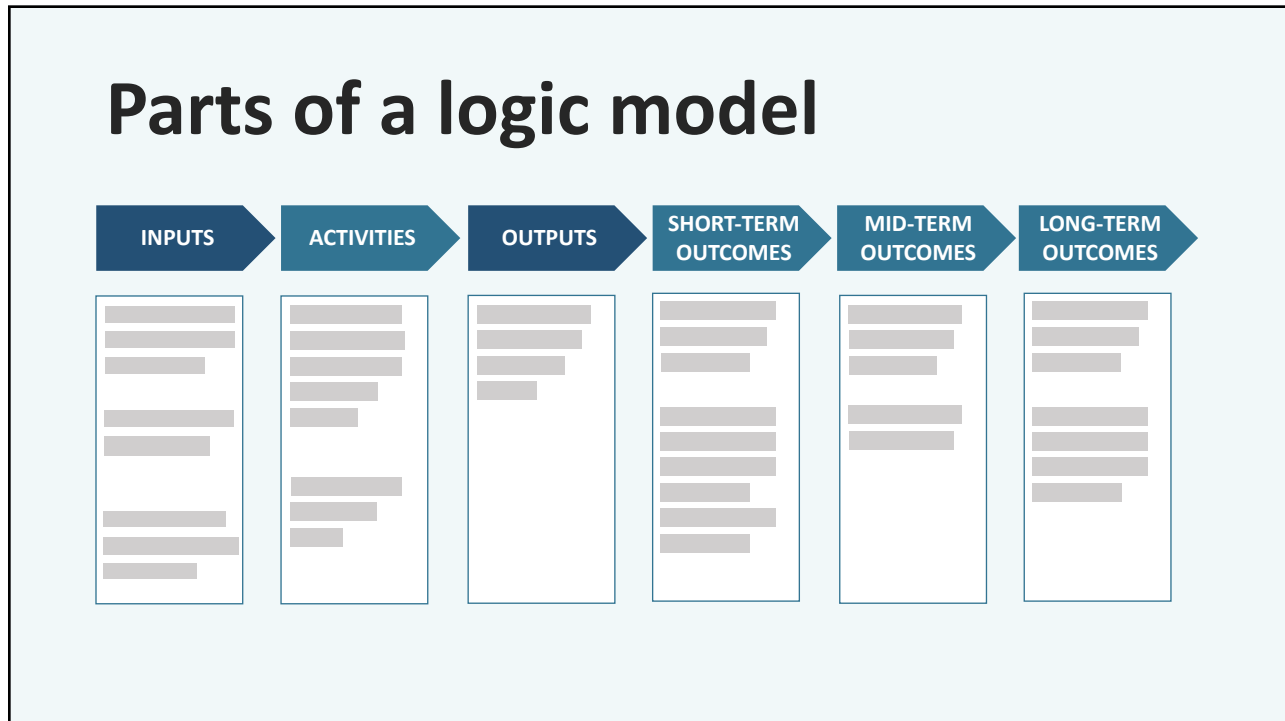 Parts of a logic model
INPUTS
ACTIVITIES
OUTPUTS
SHORT-TERM
OUTCOMES
MID-TERM
OUTCOMES
LONG-TERM
OUTCOMES